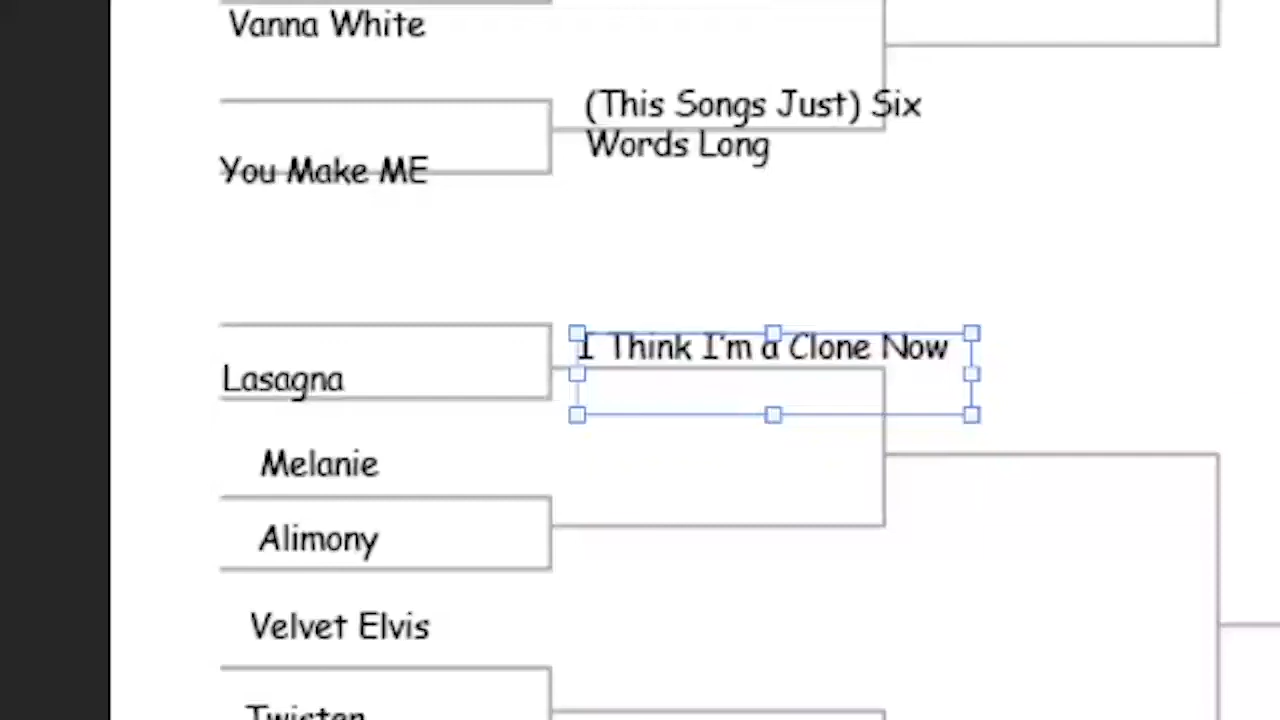 Vanna White
(This Songs Just) Six
Words Long
You Make ME
I Think I'm a Clone Now
Lasagna
Melanie
Alimony
Velvet Elvis
Twister